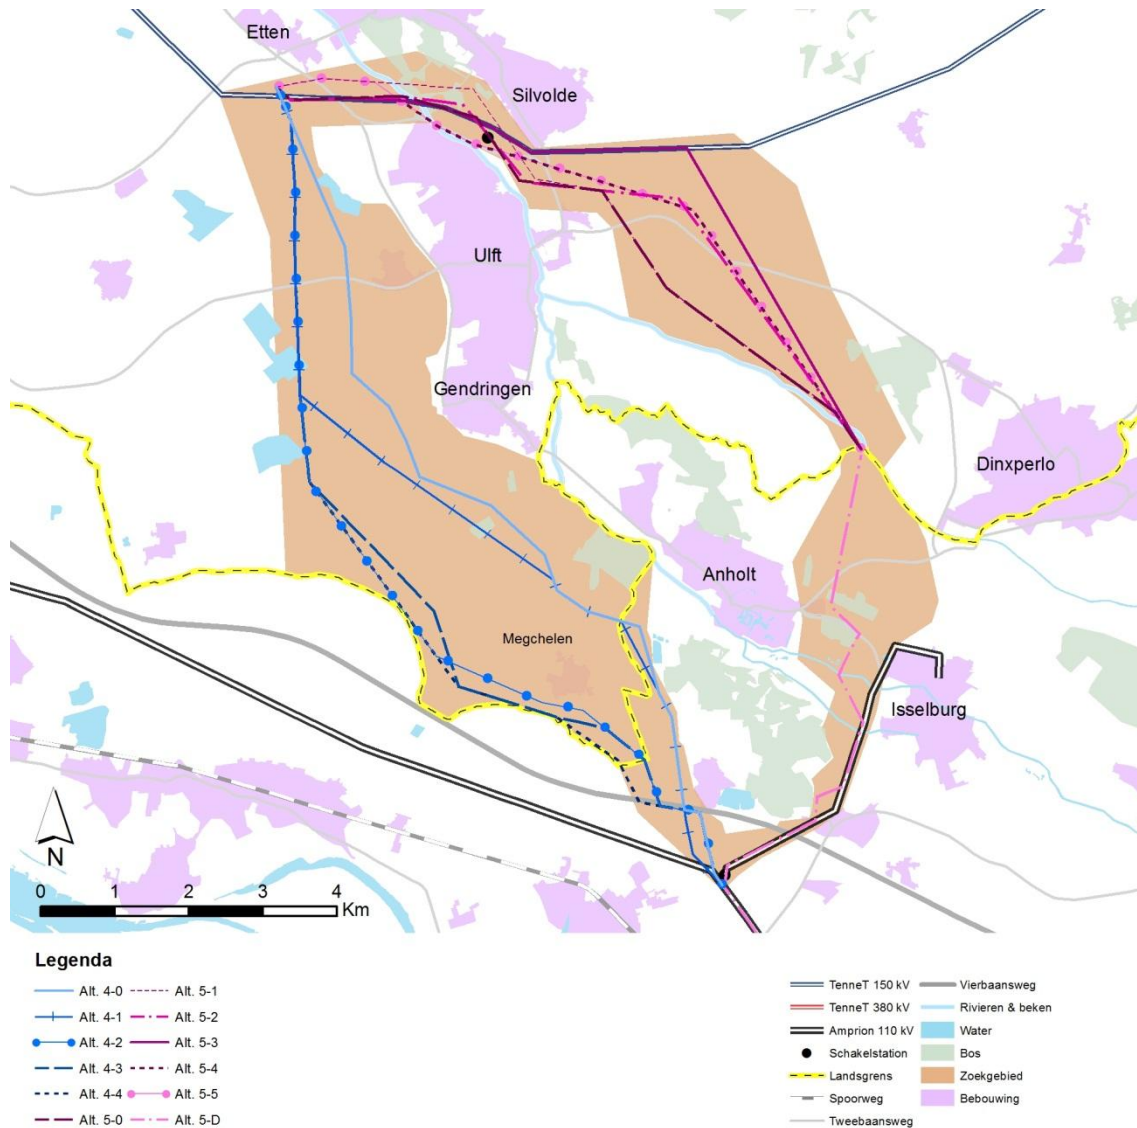 Etten
Silvolde
Ulft
Gendringen
Dinxperlo
Anholt
Megchelen
Isselburg
N
0 1 2 3 4
Km
Legenda
Alt. 4-0 Alt. 5-1
Alt. 4-1 Alt. 5-2
Alt. 4-2 Alt. 5-3
Alt. 4-3 Alt. 5-4
Alt. 4-4 Alt. 5-5
Alt. 5-0 Alt. 5-D
TenneT 150 kV Vierbaansweg
TenneT 380 kV Rivieren & beken
Amprion 110 kV Water
Schakelstation Bos
Landsgrens Zoekgebied
Spoorweg Bebouwing
Tweebaansweg